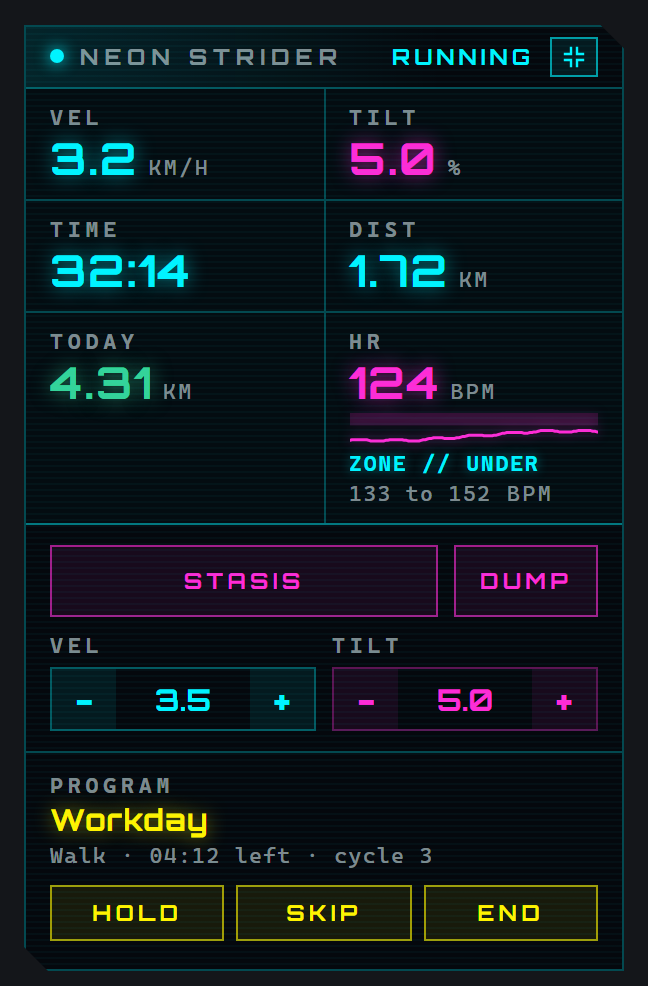 NEON STRIDER RUNNING
VEL
3.2 KM/H
TILT
5.0 %
TIME
32:14
DIST
1.72 KM
TODAY
4.31 KM
HR
124 BPM
ZONE // UNDER
133 to 152 BPM
STASIS DUMP
VEL TILT
- 3.5 + - 5.0 +
PROGRAM
Workday
Walk · 04:12 left · cycle 3
HOLD SKIP END